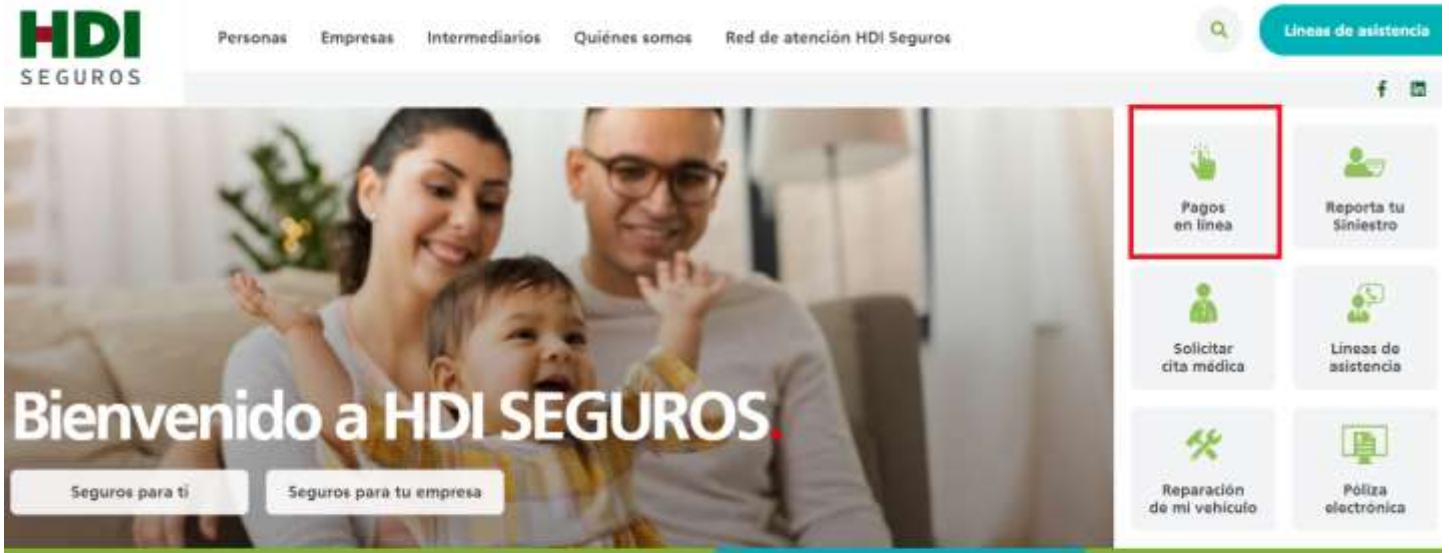 HDI
SEGUROS
Personas
Empresas
Intermediarios
Quiénes somos
Red de atención HDI Seguros
Líneas de asistencia
Pagos
en línea
Reporta tu
Siniestro
Solicitar
cita médica
Líneas de
asistencia
Bienvenido a HDI SEGUROS.
Seguros para ti
Seguros para tu empresa
Reparación
de mi vehículo
Póliza
electrónica